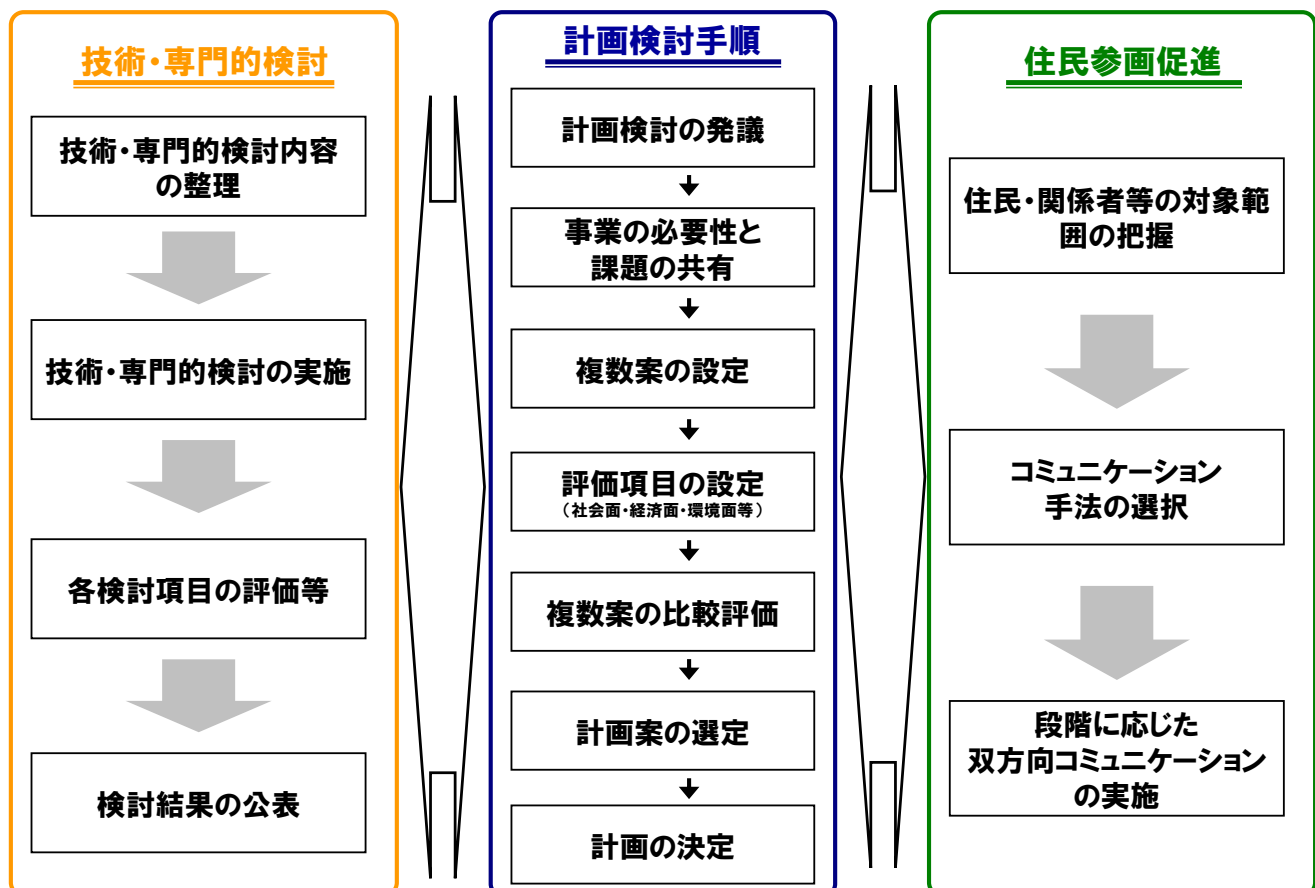 技術・専門的検討
技術・専門的検討内容
の整理
技術・専門的検討の実施
各検討項目の評価等
検討結果の公表
計画検討手順
計画検討の発議
事業の必要性と
課題の共有
複数案の設定
評価項目の設定
（社会面・経済面・環境面等）
複数案の比較評価
計画案の選定
計画の決定
住民参画促進
住民・関係者等の対象範
囲の把握
コミュニケーション
手法の選択
段階に応じた
双方向コミュニケーション
の実施